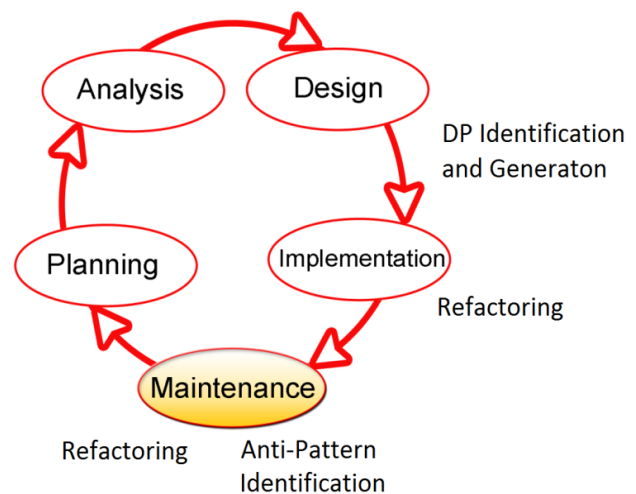 Analysis
Design
DP Identification
and Generaton
Planning
Implementation
Refactoring
Maintenance
Refactoring
Anti-Pattern
Identification